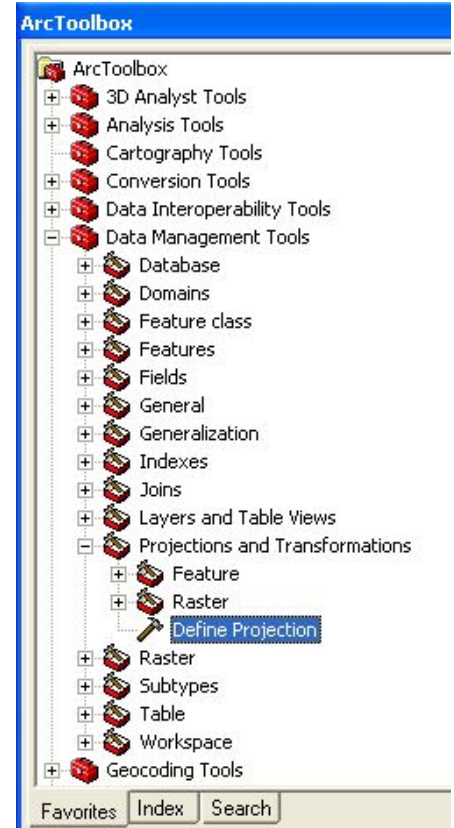 ArcToolbox
ArcToolbox
3D Analyst Tools
Analysis Tools
Cartography Tools
Conversion Tools
Data Interoperability Tools
Data Management Tools
Database
Domains
Feature class
Features
Fields
General
Generalization
Indexes
Joins
Layers and Table Views
Projections and Transformations
Feature
Raster
Define Projection
Raster
Subtypes
Table
Workspace
Geocoding Tools
Favorites Index Search